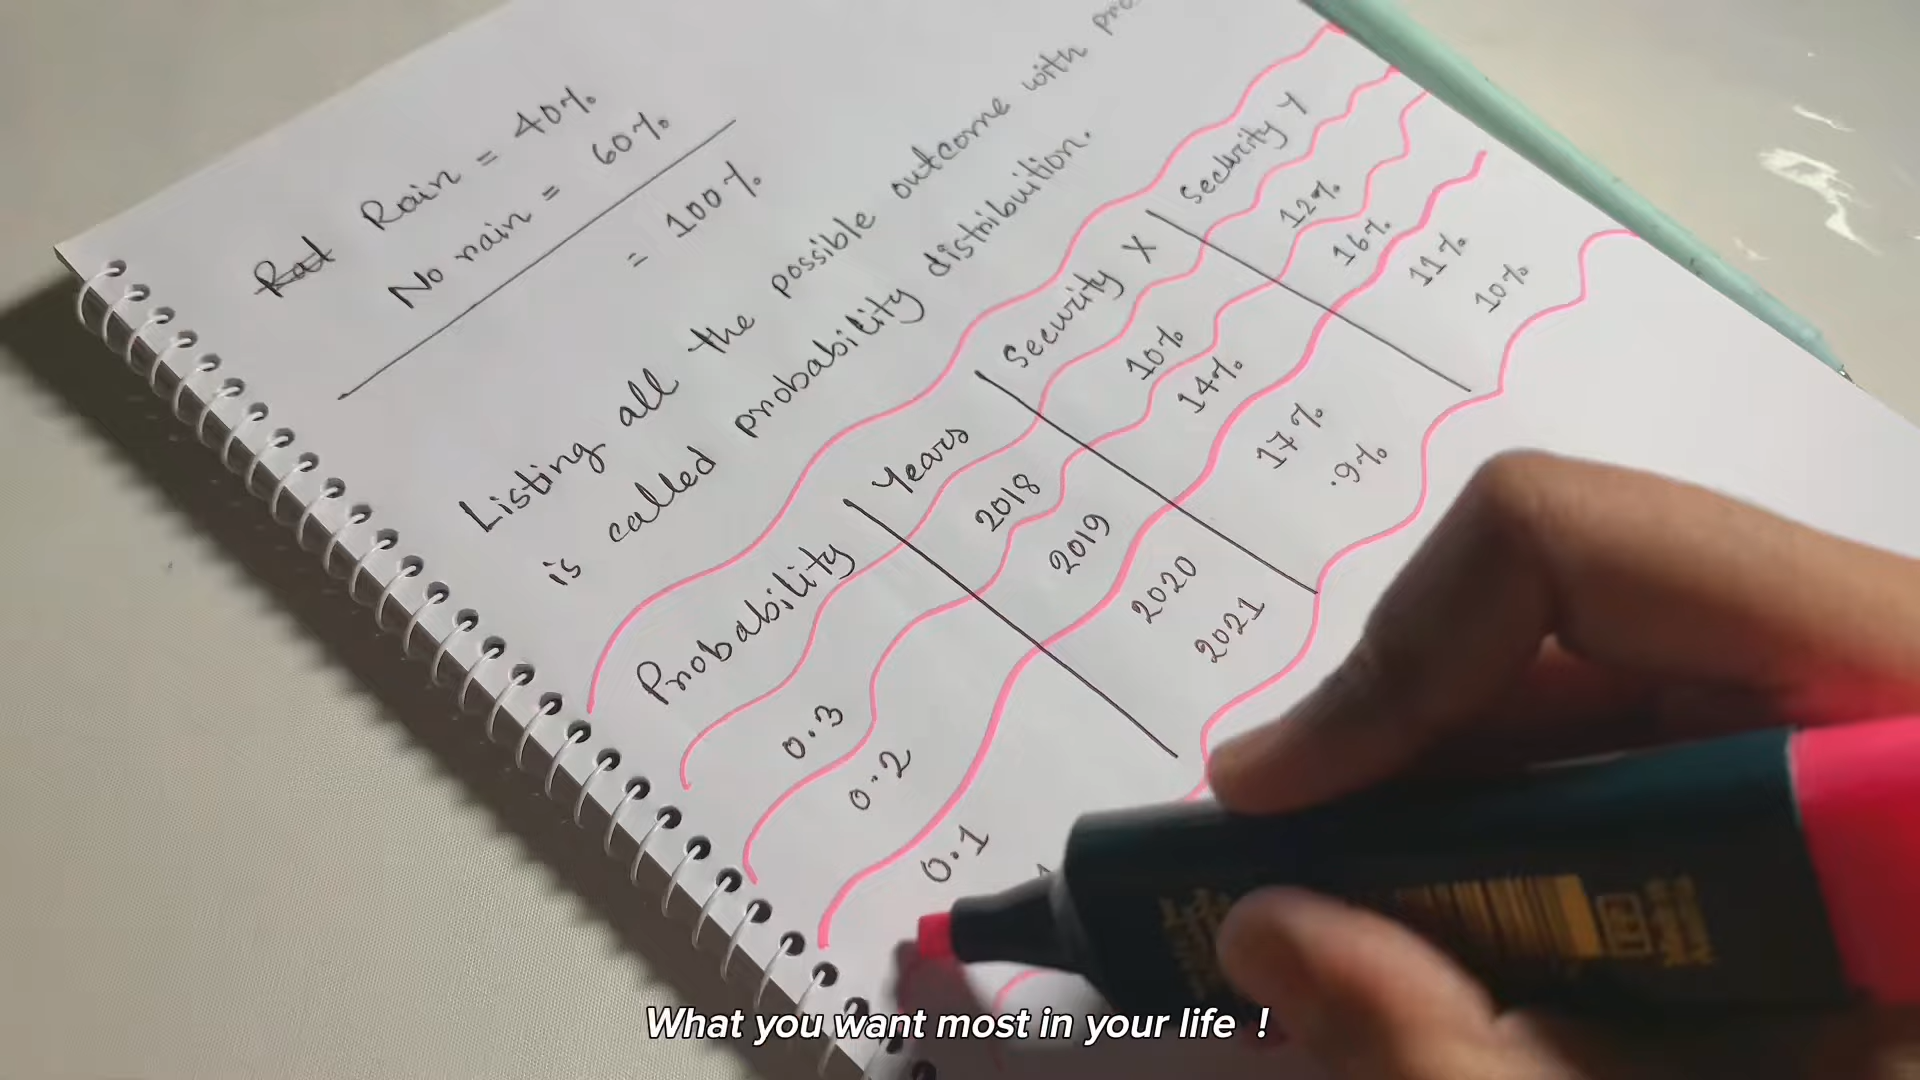 Rat Rain = 40%
No rain = 60%
= 100%
Listing all the possible outcome with
is called probability distribuition.
Probability Years Security X Security Y
0.3 2018 10% 12%
0.2 2019 14% 16%
0.1 2020 17% 11%
2021 9% 10%
What you want most in your life !